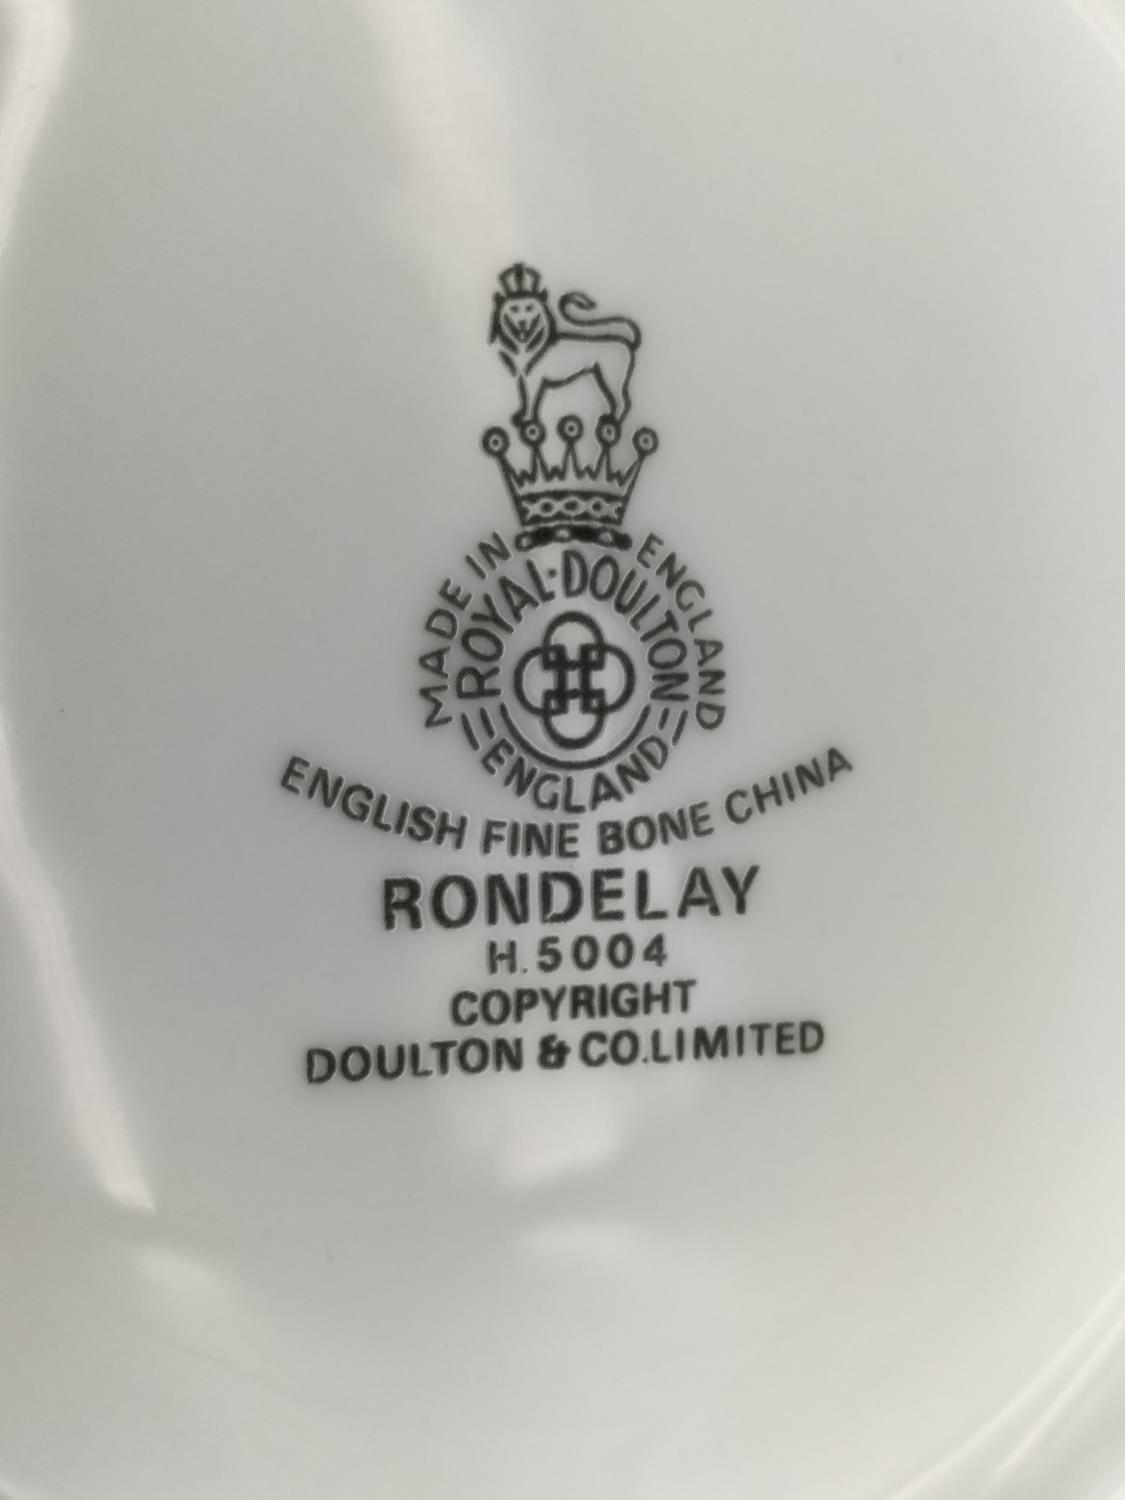 MADE IN ENGLAND
ROYAL·DOULTON
ENGLAND
ENGLISH FINE BONE CHINA
RONDELAY
H.5004
COPYRIGHT
DOULTON & CO.LIMITED